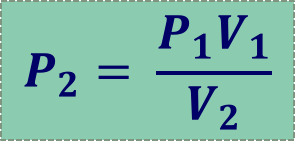 P₂ = P₁V₁ / V₂